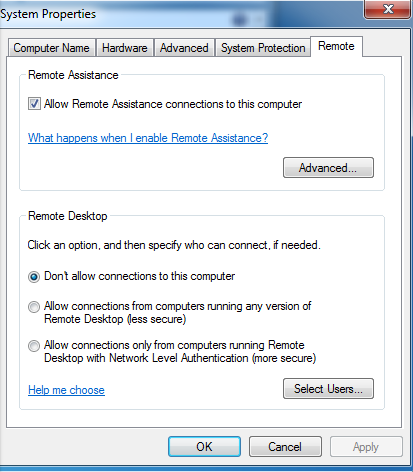 System Properties
Computer Name
Hardware
Advanced
System Protection
Remote
Remote Assistance
Allow Remote Assistance connections to this computer
What happens when I enable Remote Assistance?
Advanced...
Remote Desktop
Click an option, and then specify who can connect, if needed.
Don't allow connections to this computer
Allow connections from computers running any version of
Remote Desktop (less secure)
Allow connections only from computers running Remote
Desktop with Network Level Authentication (more secure)
Help me choose
Select Users...
OK
Cancel
Apply